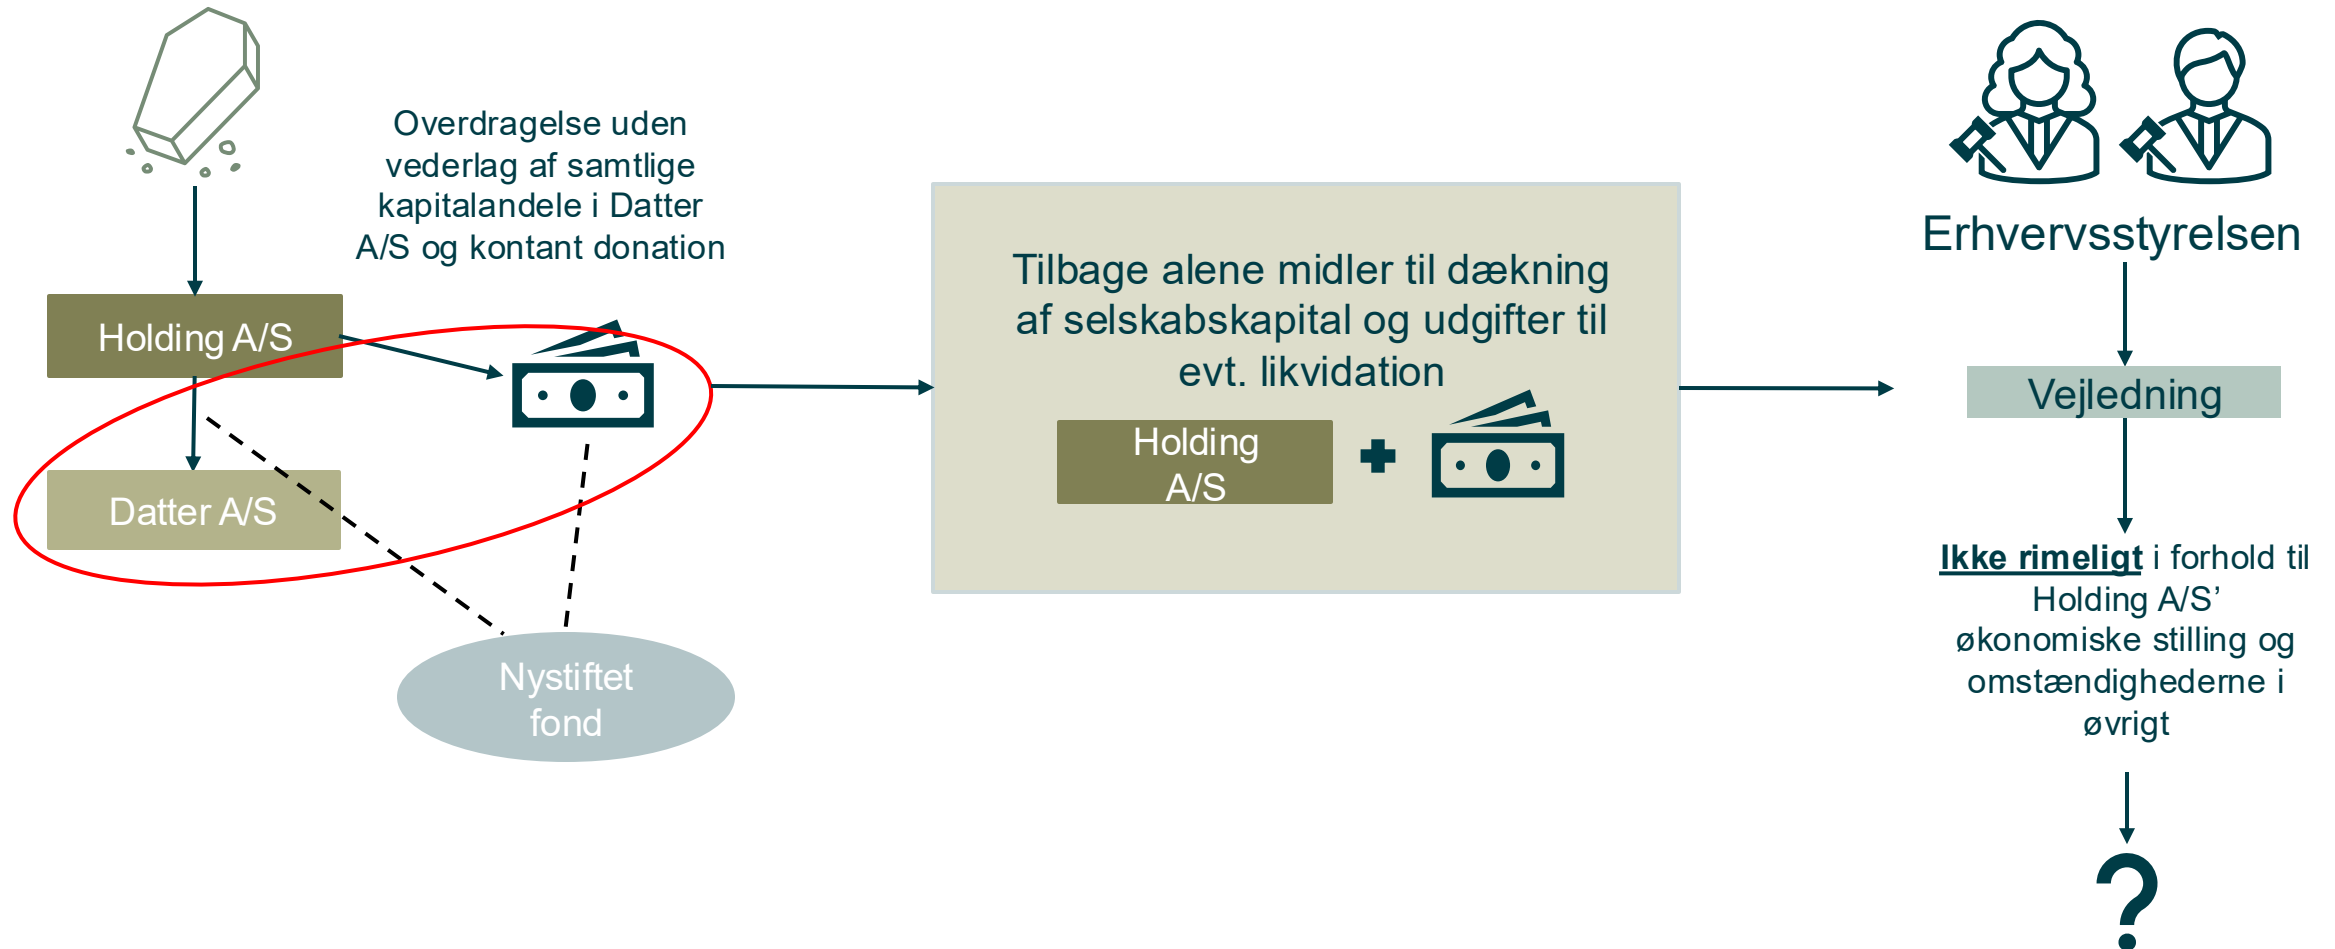 Overdragelse uden
vederlag af samtlige
kapitalandele i Datter
A/S og kontant donation
Holding A/S
Datter A/S
Nystiftet
fond
Tilbage alene midler til dækning
af selskabskapital og udgifter til
evt. likvidation
Holding
A/S
Erhvervsstyrelsen
Vejledning
Ikke rimeligt i forhold til
Holding A/S’
økonomiske stilling og
omstændighederne i
øvrigt
?